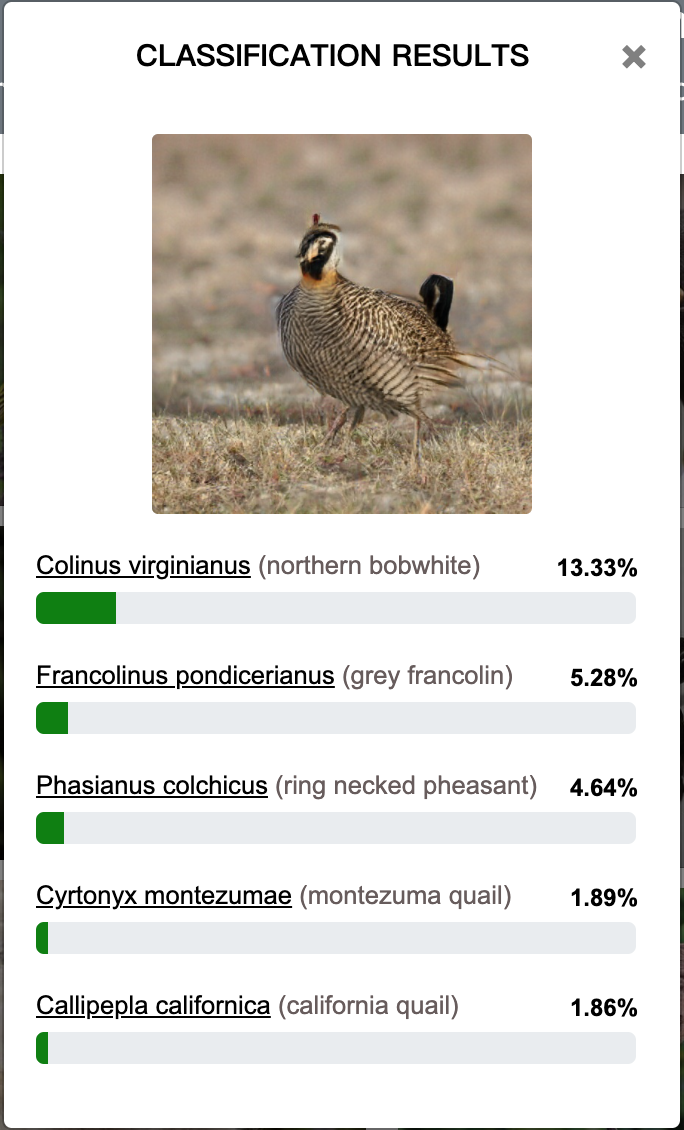 CLASSIFICATION RESULTS
Colinus virginianus (northern bobwhite) 13.33%
Francolinus pondicerianus (grey francolin) 5.28%
Phasianus colchicus (ring necked pheasant) 4.64%
Cyrtonyx montezumae (montezuma quail) 1.89%
Callipepla californica (california quail) 1.86%